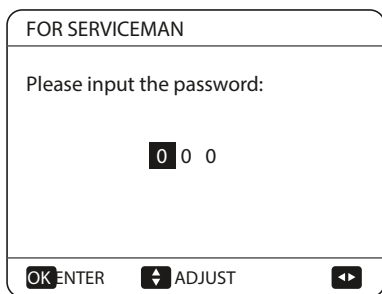 FOR SERVICEMAN
Please input the password:
0 0 0
OK ENTER ADJUST